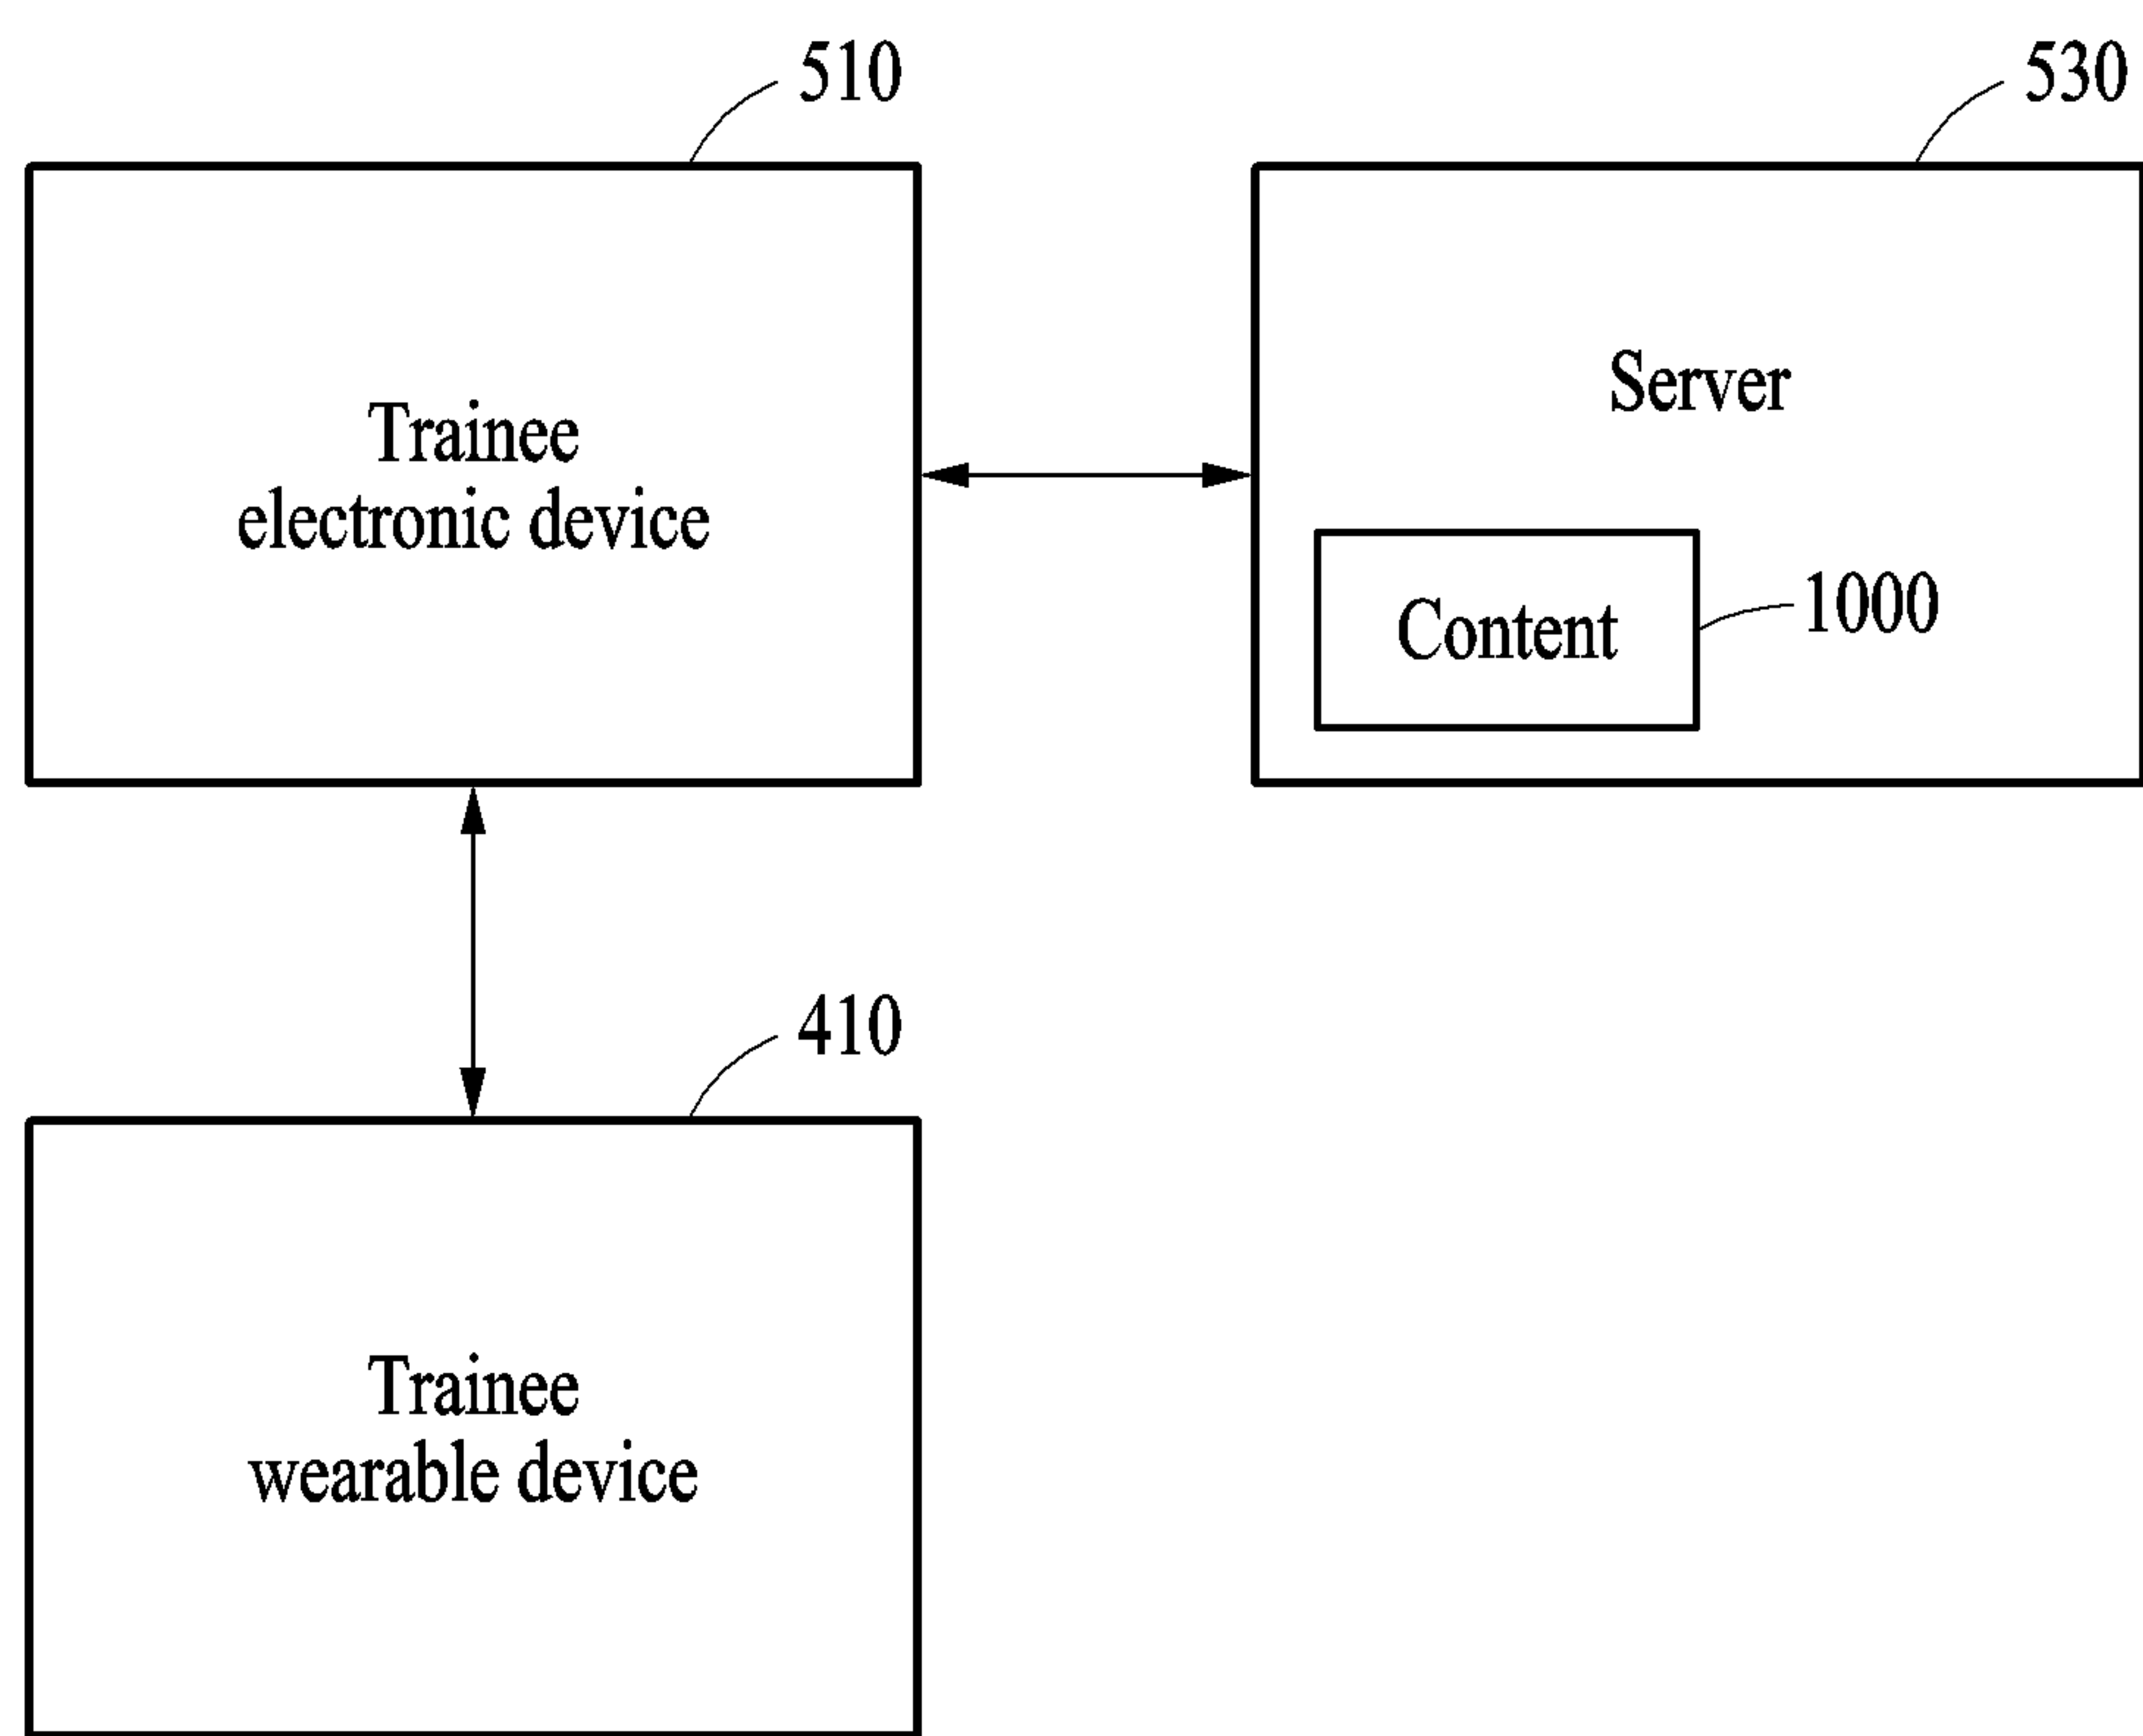 510
530
Trainee
electronic device
Server
Content
1000
410
Trainee
wearable device